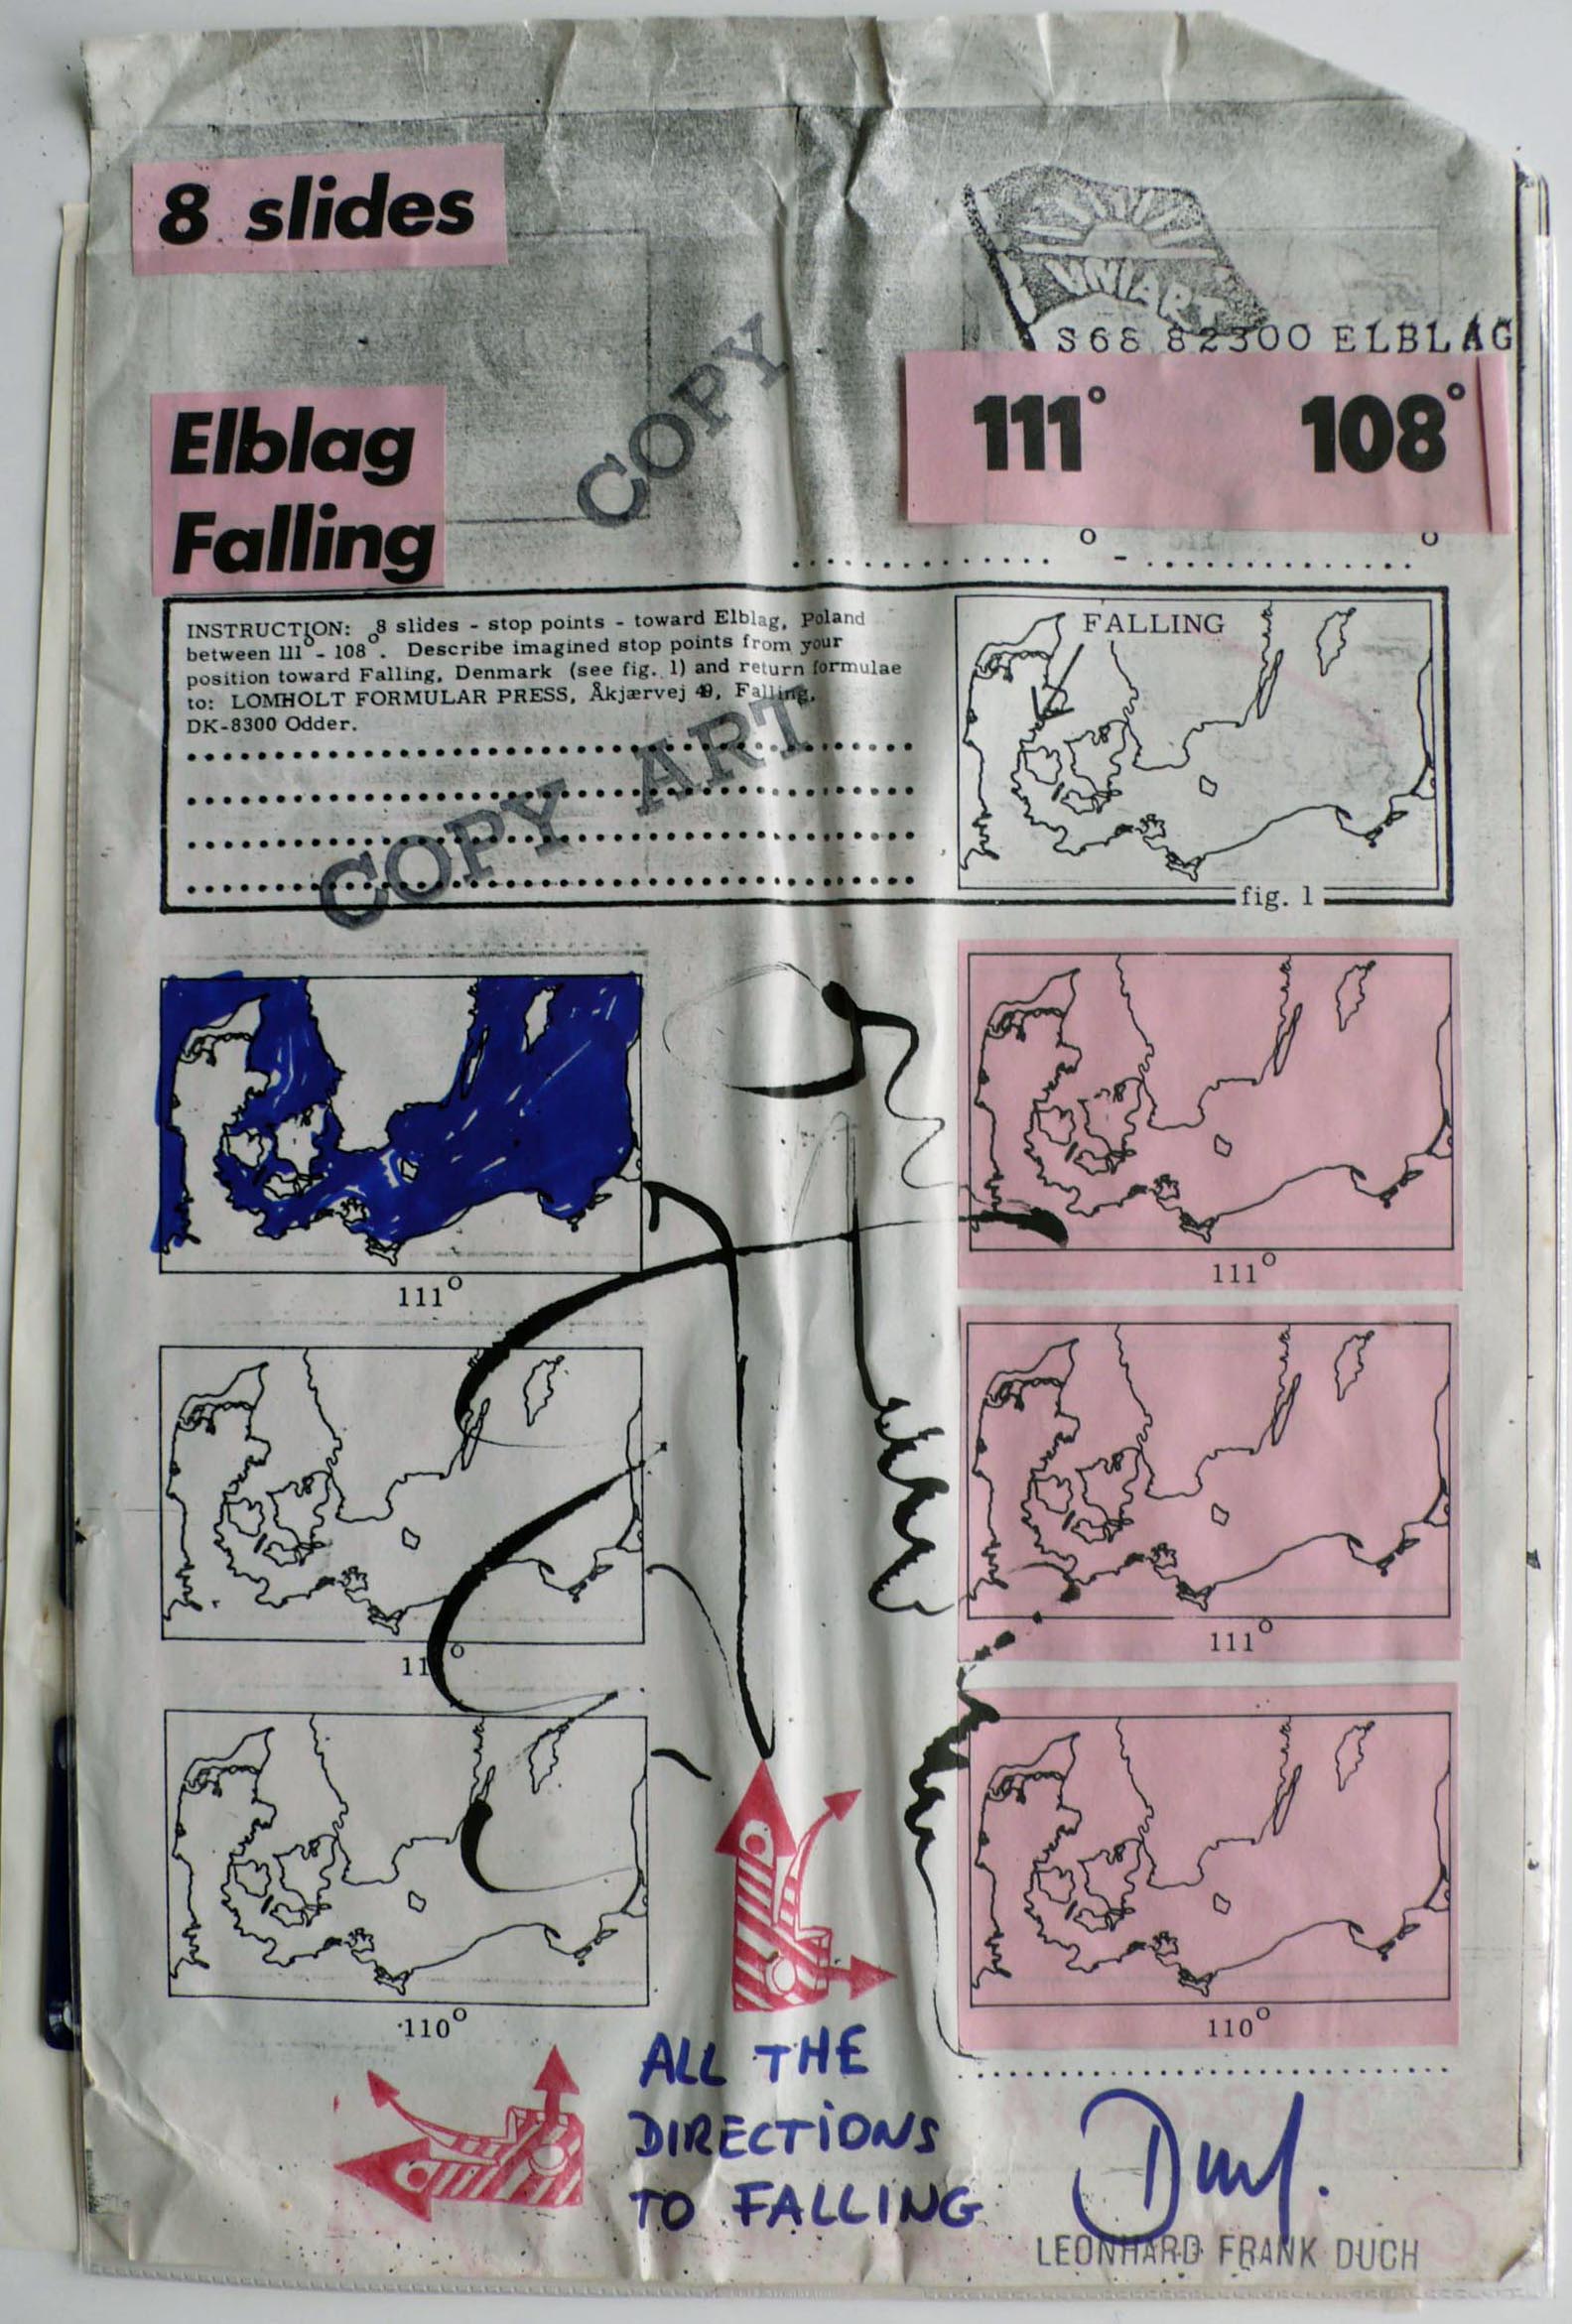 8 slides
UNIART
S68 82300 ELBLAG
COPY
Elblag
Falling
111° 108°
° - °
INSTRUCTION: 8 slides - stop points - toward Elblag, Poland
between 111° - 108°. Describe imagined stop points from your
position toward Falling, Denmark (see fig. 1) and return formulae
to: LOMHOLT FORMULAR PRESS, Åkjærvej 49, Falling,
DK-8300 Odder.
FALLING
fig. 1
COPY ART
111°
111°
111°
110°
110°
ALL THE
DIRECTIONS
TO FALLING
Duch.
LEONHARD FRANK DUCH